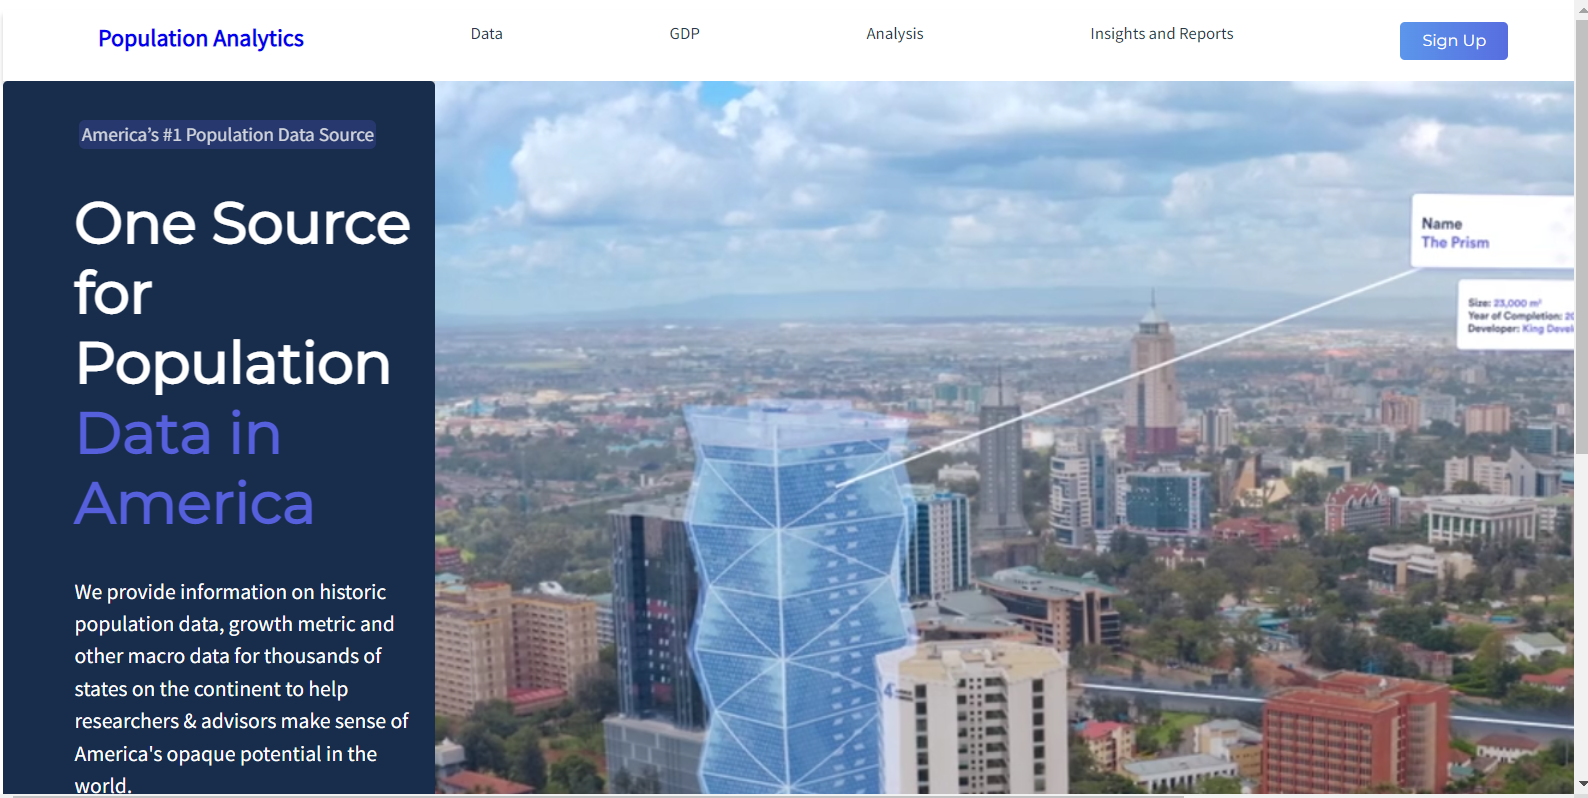 Population Analytics
Data
GDP
Analysis
Insights and Reports
Sign Up
America’s #1 Population Data Source
One Source
for
Population
Data in
America
We provide information on historic
population data, growth metric and
other macro data for thousands of
states on the continent to help
researchers & advisors make sense of
America's opaque potential in the
world.
Name
The Prism
Size: 23,000 m²
Year of Completion: 20
Developer: King Devel